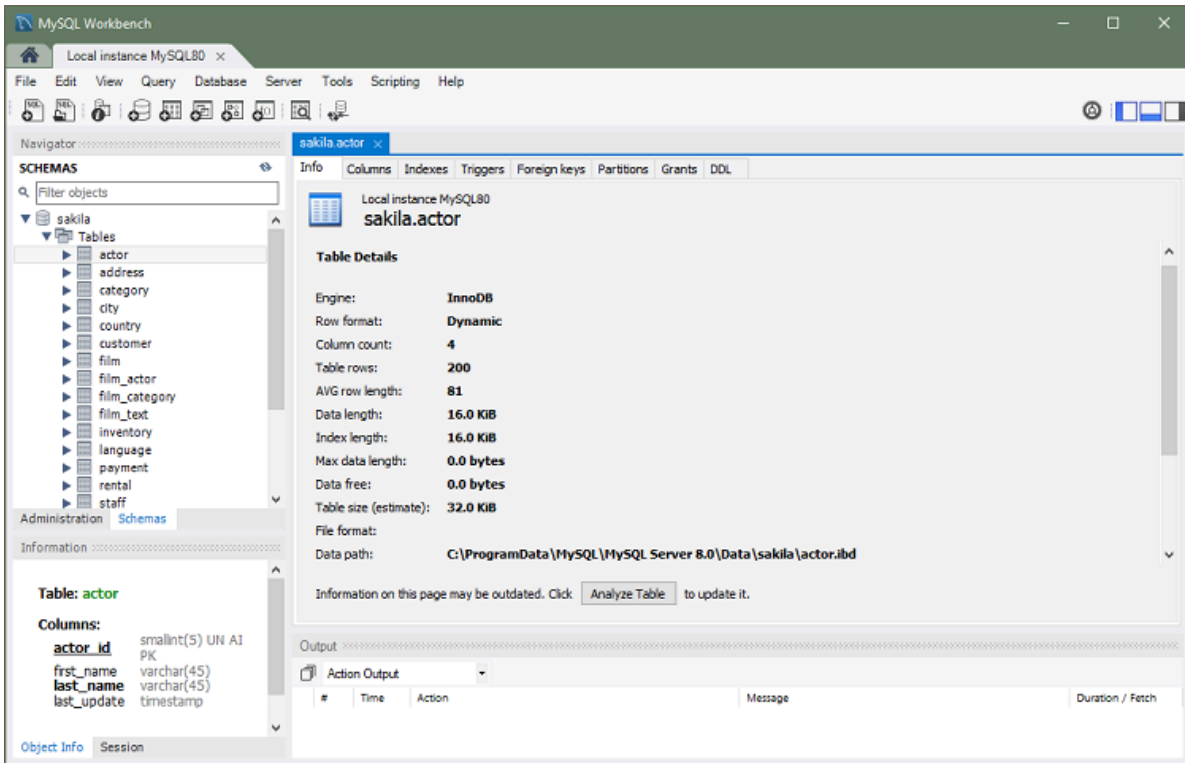 MySQL Workbench
Local instance MySQL80 ×
File Edit View Query Database Server Tools Scripting Help
Navigator
SCHEMAS
Filter objects
sakila
Tables
actor
address
category
city
country
customer
film
film_actor
film_category
film_text
inventory
language
payment
rental
staff
Administration Schemas
Information
Table: actor
Columns:
actor_id smallint(5) UN AI
PK
first_name varchar(45)
last_name varchar(45)
last_update timestamp
Object Info Session
sakila.actor ×
Info Columns Indexes Triggers Foreign keys Partitions Grants DDL
Local instance MySQL80
sakila.actor
Table Details
Engine: InnoDB
Row format: Dynamic
Column count: 4
Table rows: 200
AVG row length: 81
Data length: 16.0 KiB
Index length: 16.0 KiB
Max data length: 0.0 bytes
Data free: 0.0 bytes
Table size (estimate): 32.0 KiB
File format:
Data path: C:\ProgramData\MySQL\MySQL Server 8.0\Data\sakila\actor.ibd
Information on this page may be outdated. Click Analyze Table to update it.
Output
Action Output
# Time Action Message Duration / Fetch